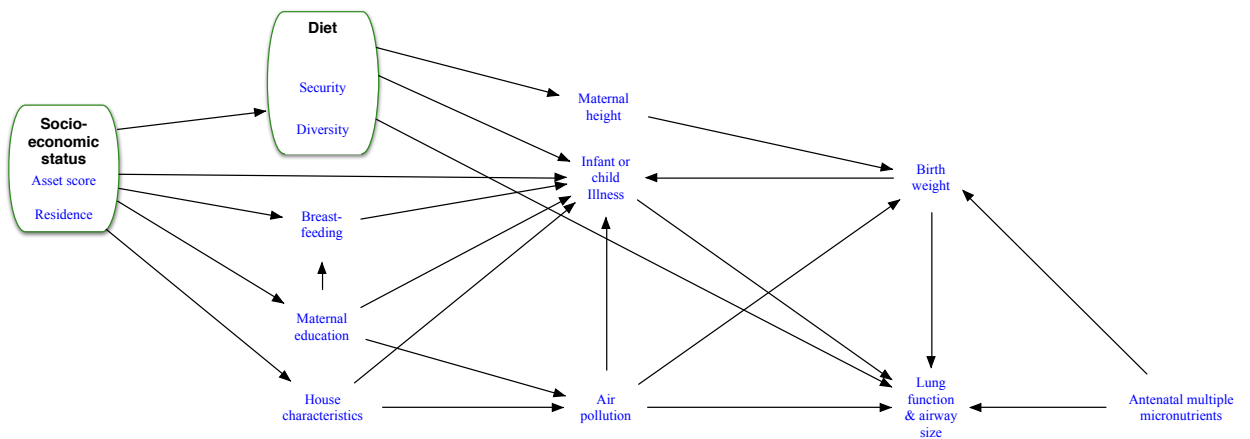 Diet
Security
Diversity
Socio-
economic
status
Asset score
Residence
Maternal
height
Infant or
child
Illness
Birth
weight
Breast-
feeding
Maternal
education
House
characteristics
Air
pollution
Lung
function
& airway
size
Antenatal multiple
micronutrients